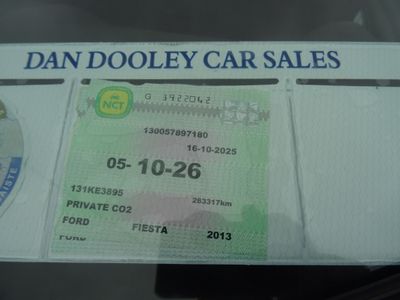 DAN DOOLEY CAR SALES
NCT
G 3922042
130057897180
16-10-2025
05-10-26
131KE3895
283317km
PRIVATE CO2
FORD FIESTA 2013